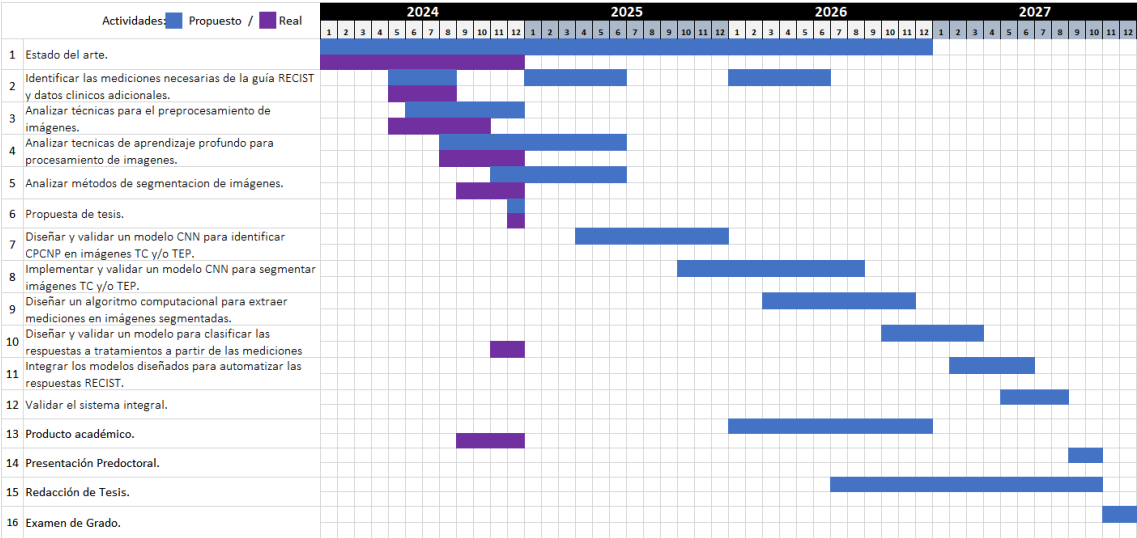 Actividades: Propuesto / Real
2024 2025 2026 2027
1 2 3 4 5 6 7 8 9 10 11 12 1 2 3 4 5 6 7 8 9 10 11 12 1 2 3 4 5 6 7 8 9 10 11 12 1 2 3 4 5 6 7 8 9 10 11 12
1 Estado del arte.
2 Identificar las mediciones necesarias de la guía RECIST
y datos clinicos adicionales.
3 Analizar técnicas para el preprocesamiento de
imágenes.
4 Analizar tecnicas de aprendizaje profundo para
procesamiento de imagenes.
5 Analizar métodos de segmentacion de imágenes.
6 Propuesta de tesis.
7 Diseñar y validar un modelo CNN para identificar
CPCNP en imágenes TC y/o TEP.
8 Implementar y validar un modelo CNN para segmentar
imágenes TC y/o TEP.
9 Diseñar un algoritmo computacional para extraer
mediciones en imágenes segmentadas.
10 Diseñar y validar un modelo para clasificar las
respuestas a tratamientos a partir de las mediciones
11 Integrar los modelos diseñados para automatizar las
respuestas RECIST.
12 Validar el sistema integral.
13 Producto académico.
14 Presentación Predoctoral.
15 Redacción de Tesis.
16 Examen de Grado.